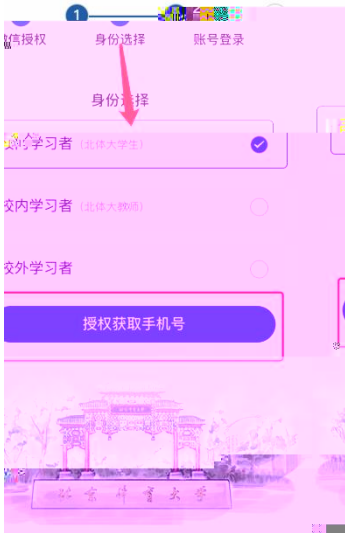 1
2
信授权 身份选择 账号登录
身份选择
学习者（北体大学生）
校内学习者（北体大教师）
校外学习者
授权获取手机号
北京体育大学